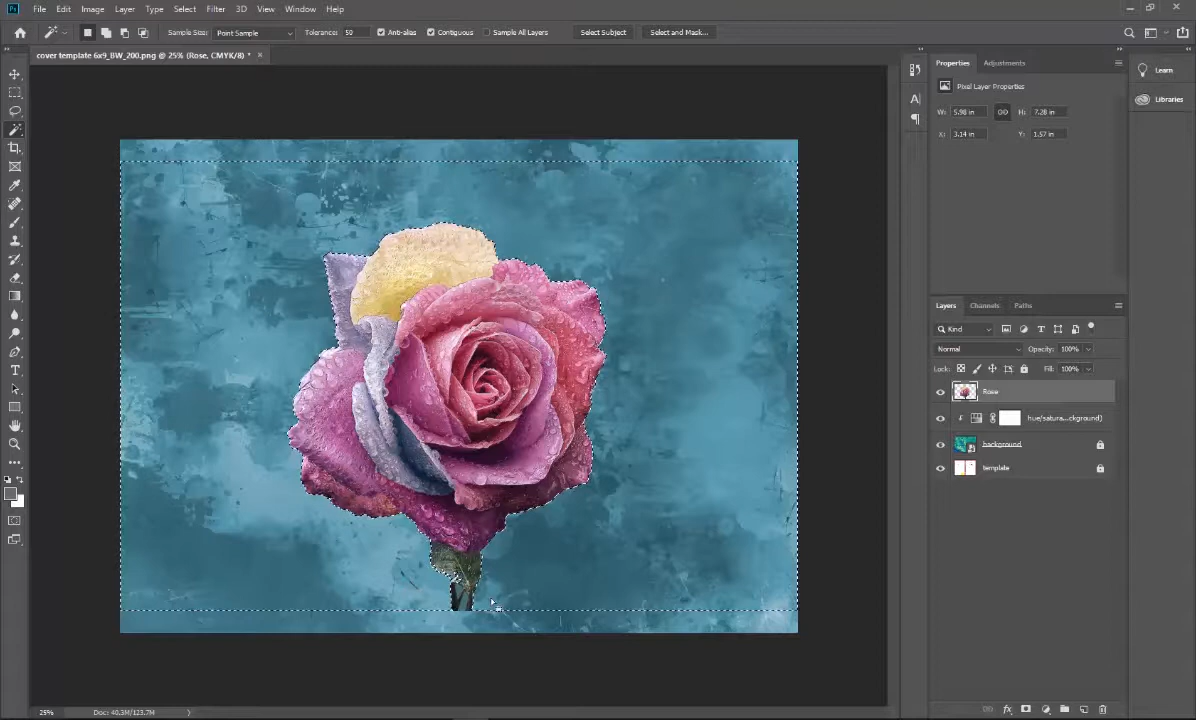 Ps File Edit Image Layer Type Select Filter 3D View Window Help
Sample Size: Point Sample Tolerance: 50 Anti-alias Contiguous Sample All Layers Select Subject Select and Mask...
cover template 6x9_BW_200.png @ 25% (Rose, CMYK/8) * ×
Properties Adjustments
Learn
Pixel Layer Properties
Libraries
W: 5.98 in H: 7.28 in
X: 3.14 in Y: 1.57 in
Layers Channels Paths
Kind
Normal Opacity: 100%
Lock: Fill: 100%
Rose
hue/satura...ckground)
background
template
fx
25% Doc: 40.3M/123.7M